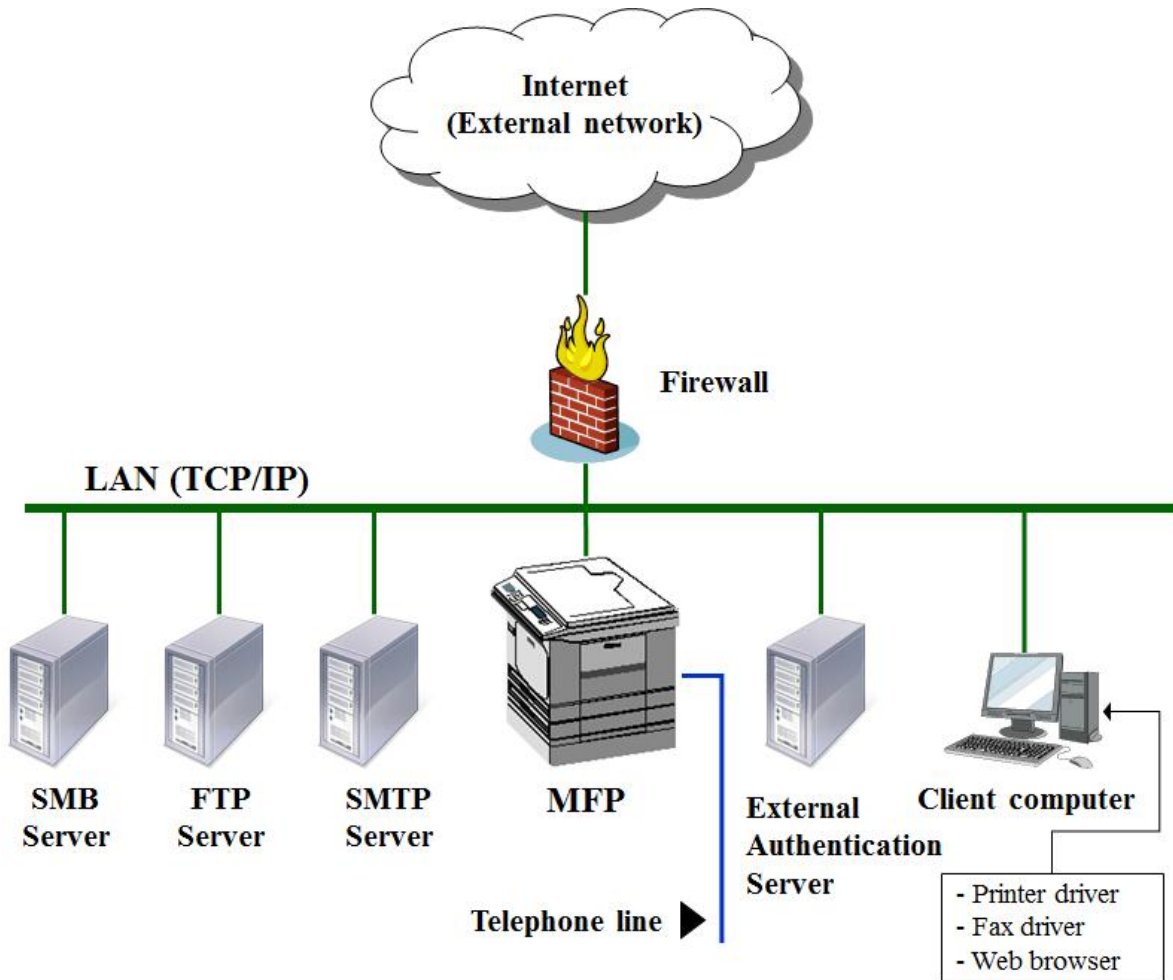 Internet
(External network)
Firewall
LAN (TCP/IP)
SMB
Server
FTP
Server
SMTP
Server
MFP
External
Authentication
Server
Client computer
Telephone line
- Printer driver
- Fax driver
- Web browser